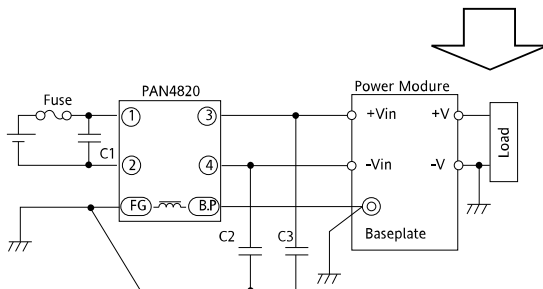 PAN4820
Power Modure
Fuse
1
3
+Vin
+V
C1
Load
2
4
-Vin
-V
FG
B.P
Baseplate
C2
C3